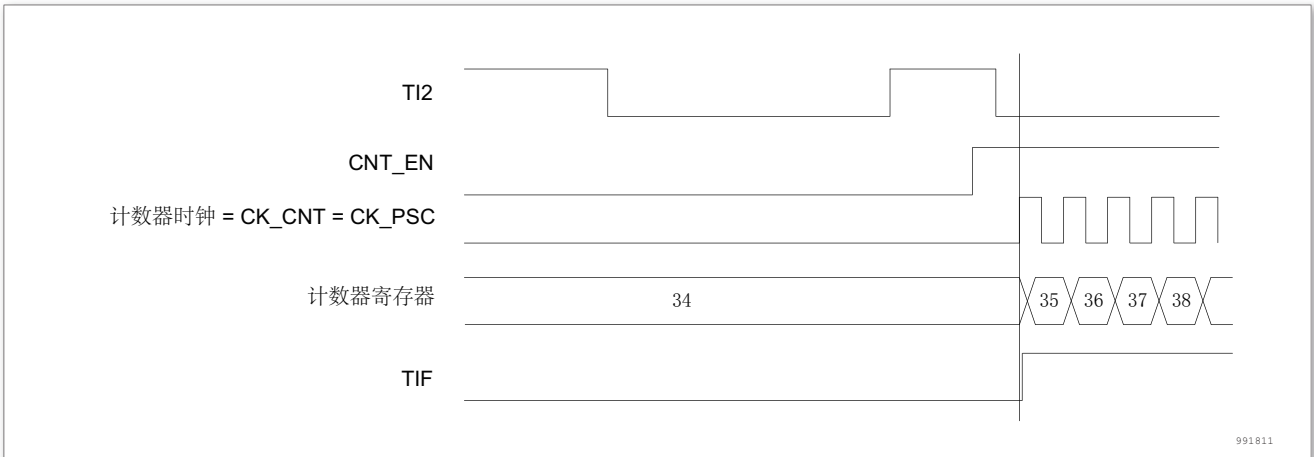 TI2
CNT_EN
计数器时钟 = CK_CNT = CK_PSC
计数器寄存器 34 35 36 37 38
TIF
991811